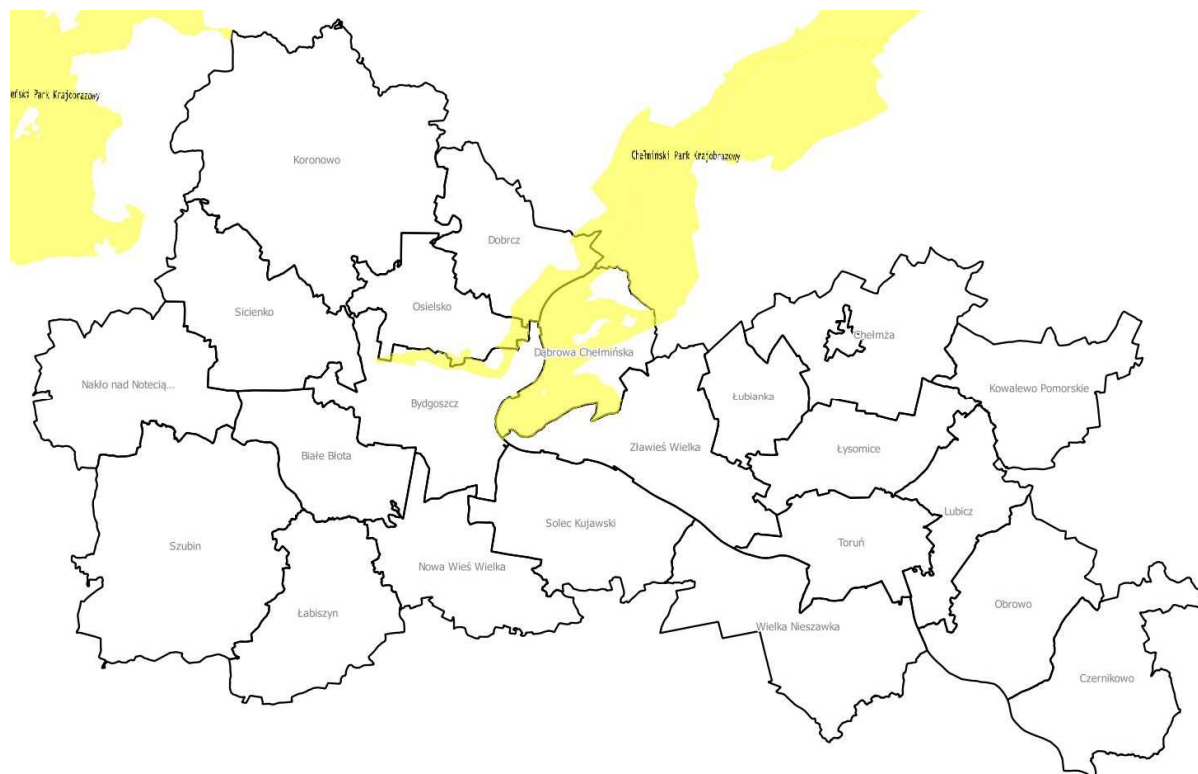 eński Park Krajobrazowy
Chełmiński Park Krajobrazowy
Koronowo
Dobrcz
Osielsko
Sicienko
Dąbrowa Chełmińska
Chełmża
Kowalewo Pomorskie
Nakło nad Notecią...
Bydgoszcz
Łubianka
Białe Błota
Zławieś Wielka
Łysomice
Solec Kujawski
Lubicz
Szubin
Toruń
Nowa Wieś Wielka
Łabiszyn
Obrowo
Wielka Nieszawka
Czernikowo